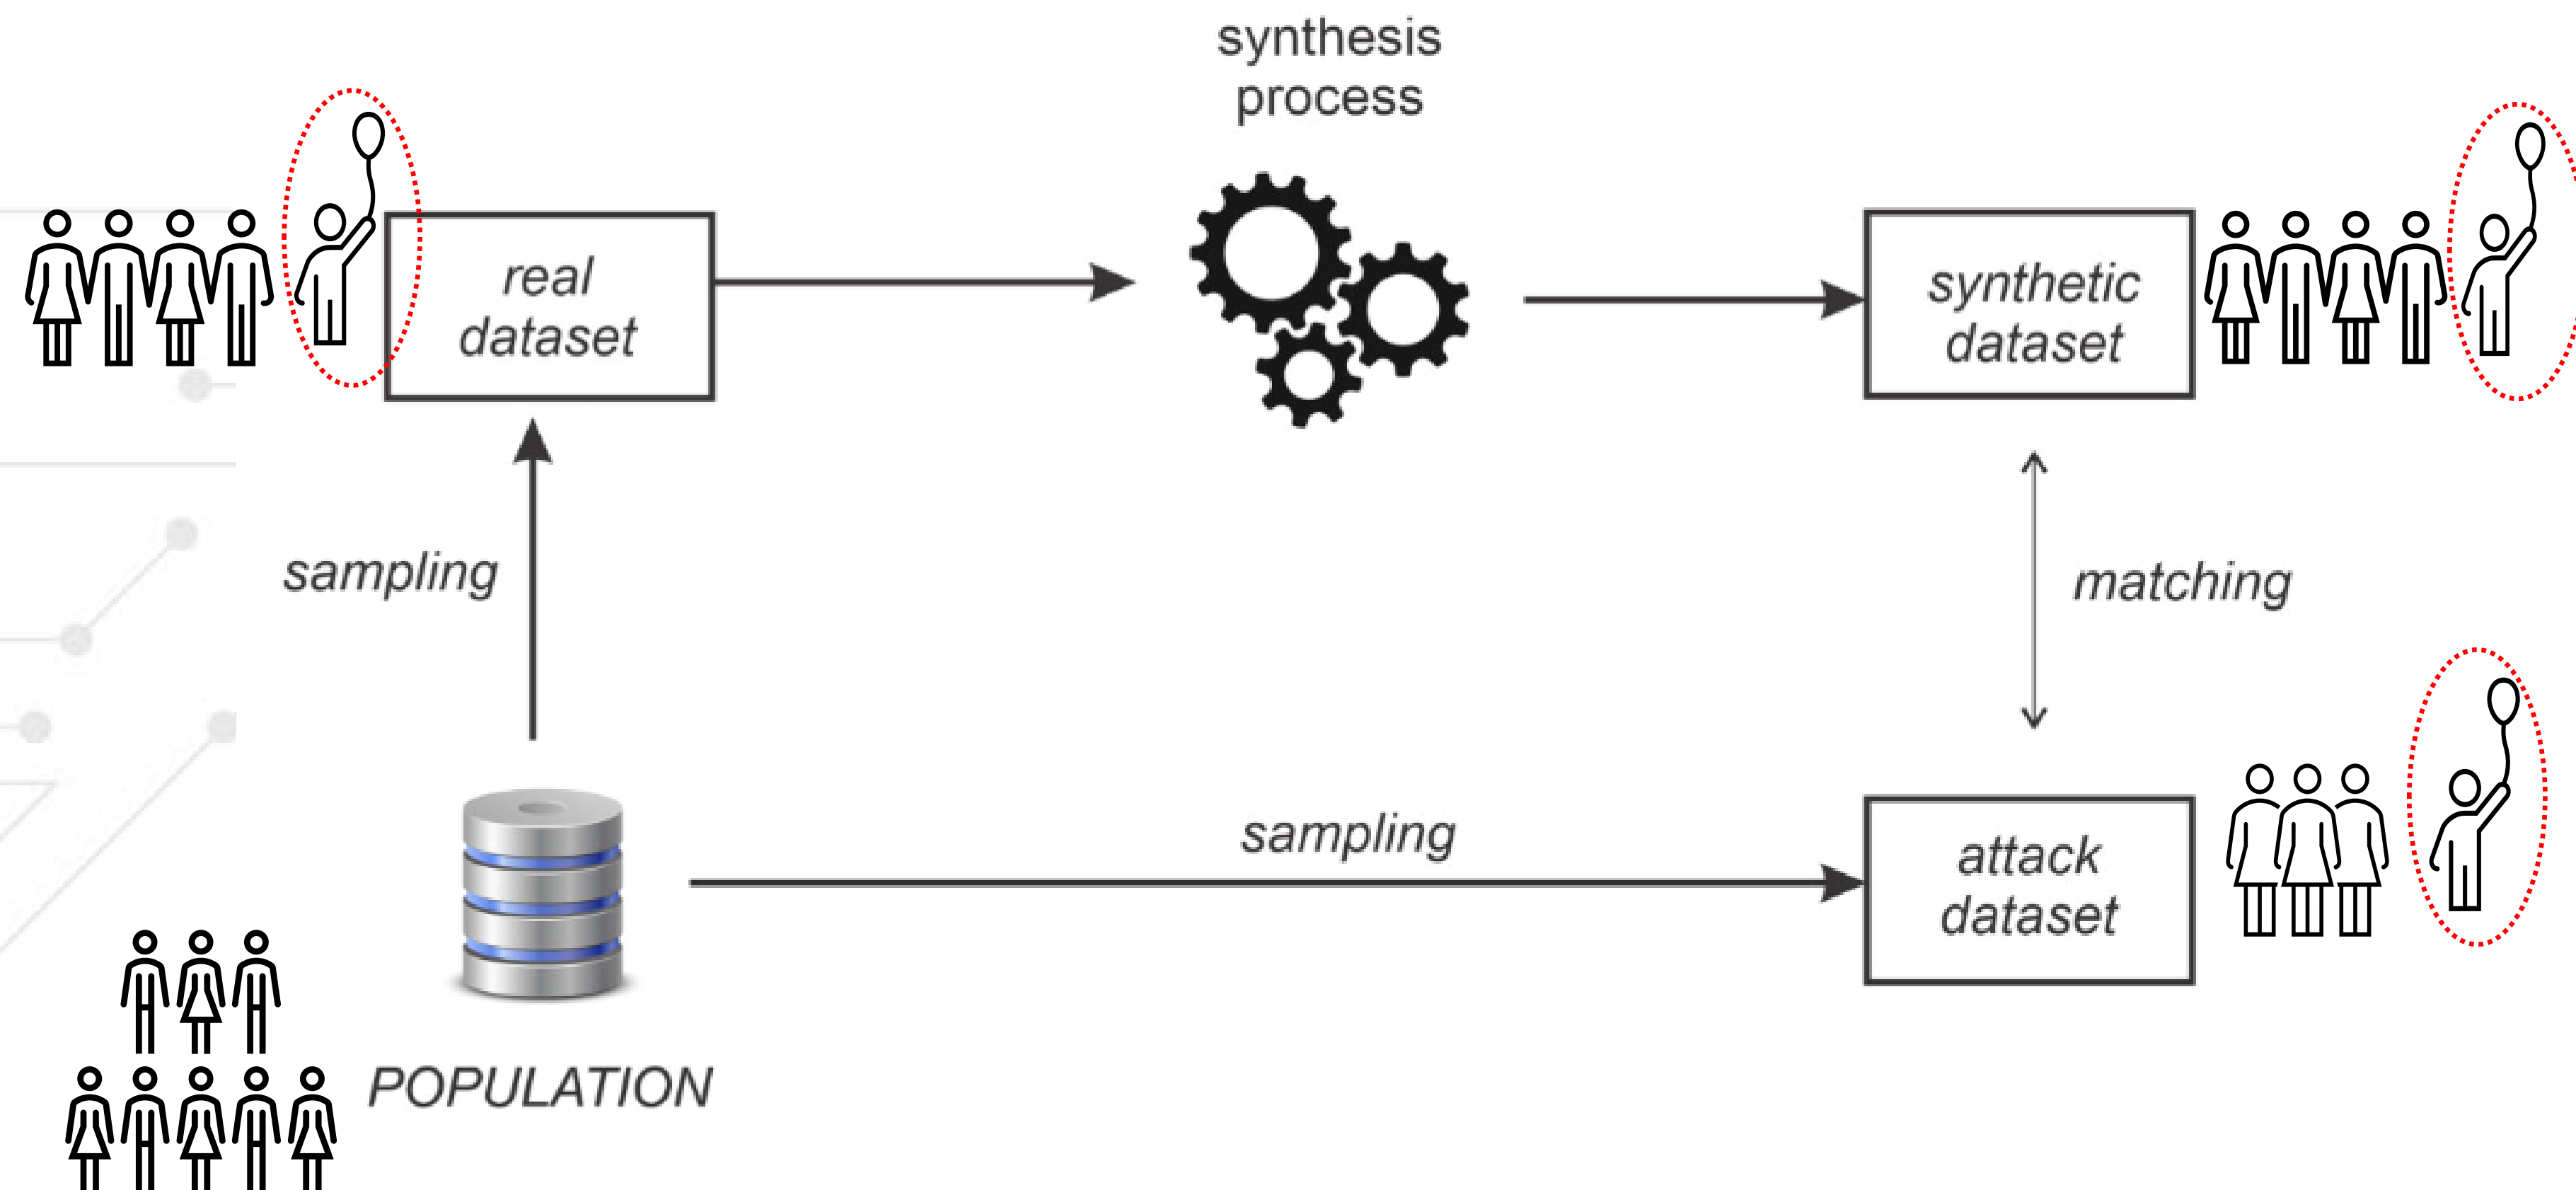 synthesis
process
real
dataset
synthetic
dataset
sampling
matching
sampling
attack
dataset
POPULATION